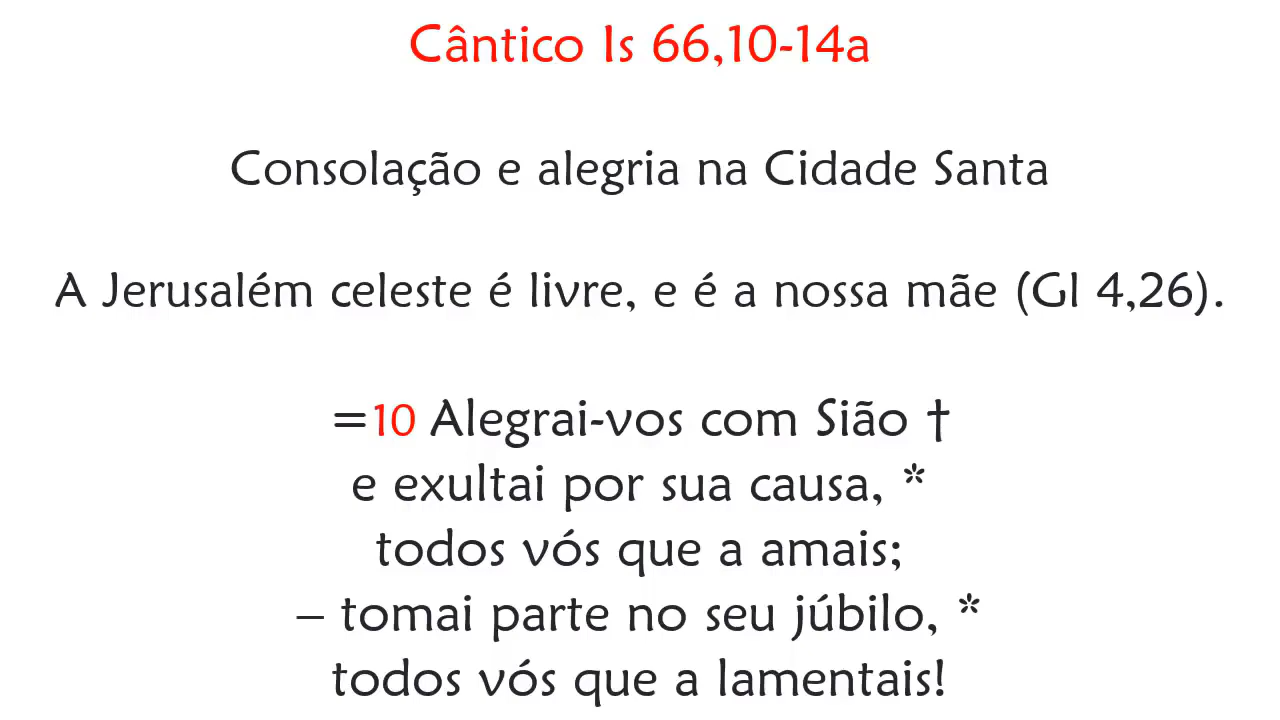 Cântico Is 66,10-14a
Consolação e alegria na Cidade Santa
A Jerusalém celeste é livre, e é a nossa mãe (Gl 4,26).
=10 Alegrai-vos com Sião †
e exultai por sua causa, *
todos vós que a amais;
– tomai parte no seu júbilo, *
todos vós que a lamentais!